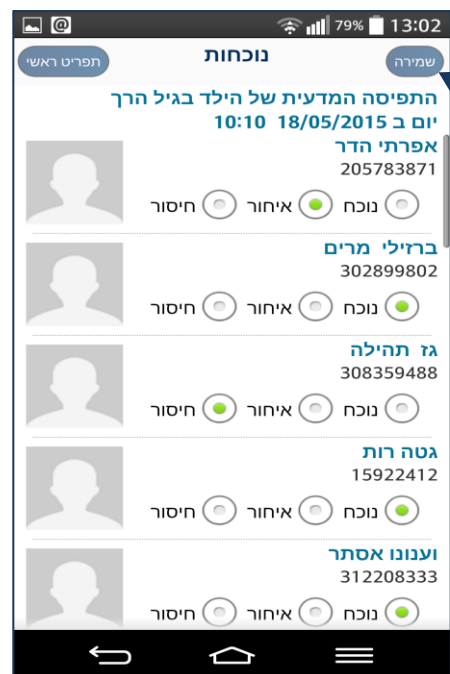 79% 13:02
שמירה נוכחות תפריט ראשי
התפיסה המדעית של הילד בגיל הרך
יום ב 18/05/2015 10:10
אפרתי הדר
205783871
נוכח איחור חיסור
ברזילי מרים
302899802
נוכח איחור חיסור
גז תהילה
308359488
נוכח איחור חיסור
גטה רות
15922412
נוכח איחור חיסור
וענונו אסתר
312208333
נוכח איחור חיסור